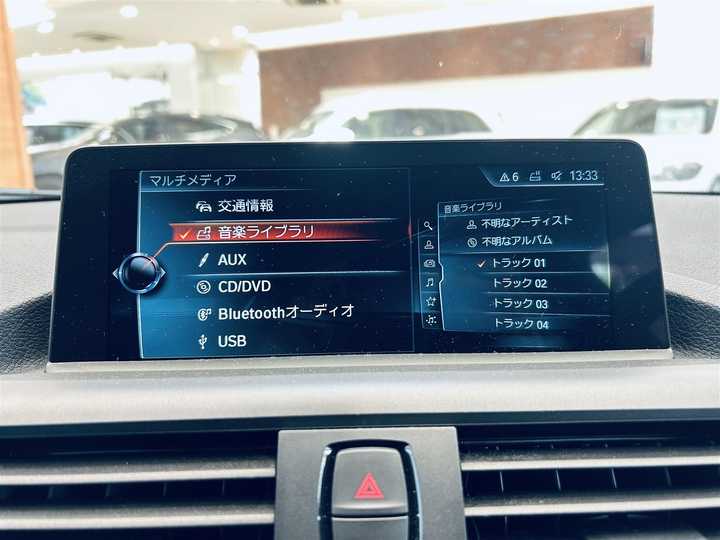 マルチメディア
6 13:33
交通情報
音楽ライブラリ
AUX
CD/DVD
Bluetoothオーディオ
USB
音楽ライブラリ
不明なアーティスト
不明なアルバム
トラック 01
トラック 02
トラック 03
トラック 04